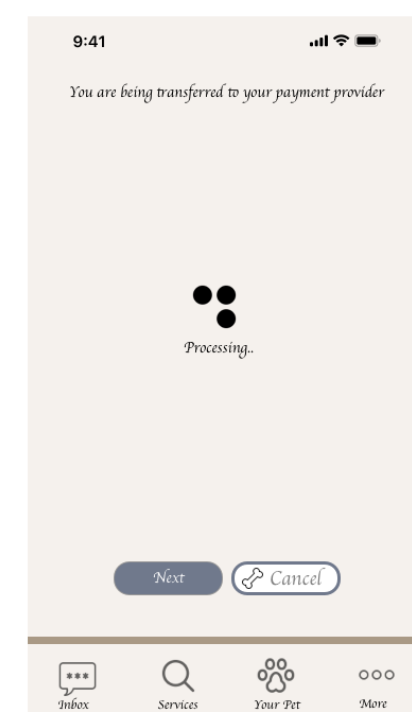 9:41
You are being transferred to your payment provider
Processing..
Next Cancel
***
Inbox Services Your Pet More